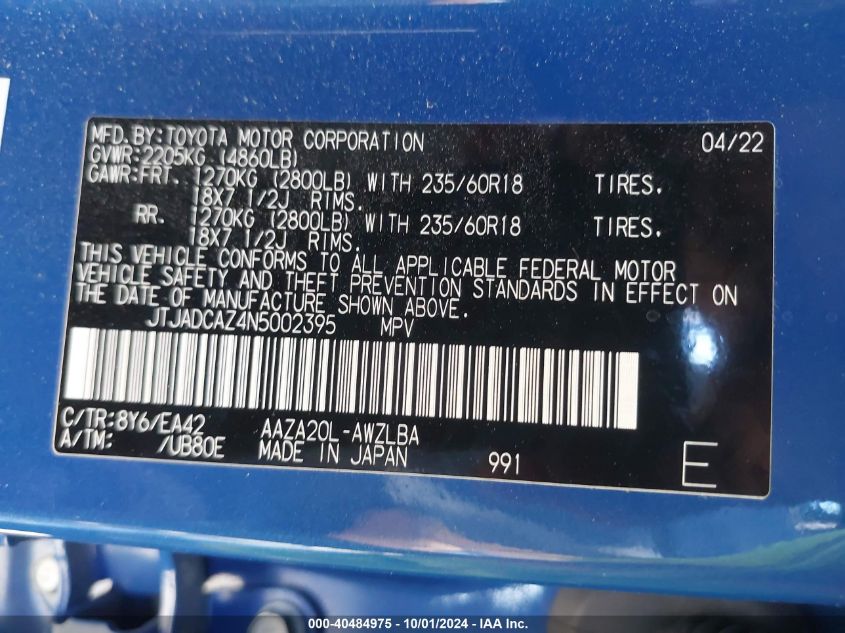 MFD. BY: TOYOTA MOTOR CORPORATION 04/22
GVWR: 2205KG (4860LB)
GAWR: FRT. 1270KG (2800LB) WITH 235/60R18 TIRES.
18X7 1/2J RIMS.
RR. 1270KG (2800LB) WITH 235/60R18 TIRES.
18X7 1/2J RIMS.
THIS VEHICLE CONFORMS TO ALL APPLICABLE FEDERAL MOTOR
VEHICLE SAFETY AND THEFT PREVENTION STANDARDS IN EFFECT ON
THE DATE OF MANUFACTURE SHOWN ABOVE.
JTJADCAZ4N5002395 MPV
C/TR: 8Y6/EA42 AAZA20L-AWZLBA
A/TM: /UB80E MADE IN JAPAN 991 E
000-40484975 - 10/01/2024 - IAA Inc.